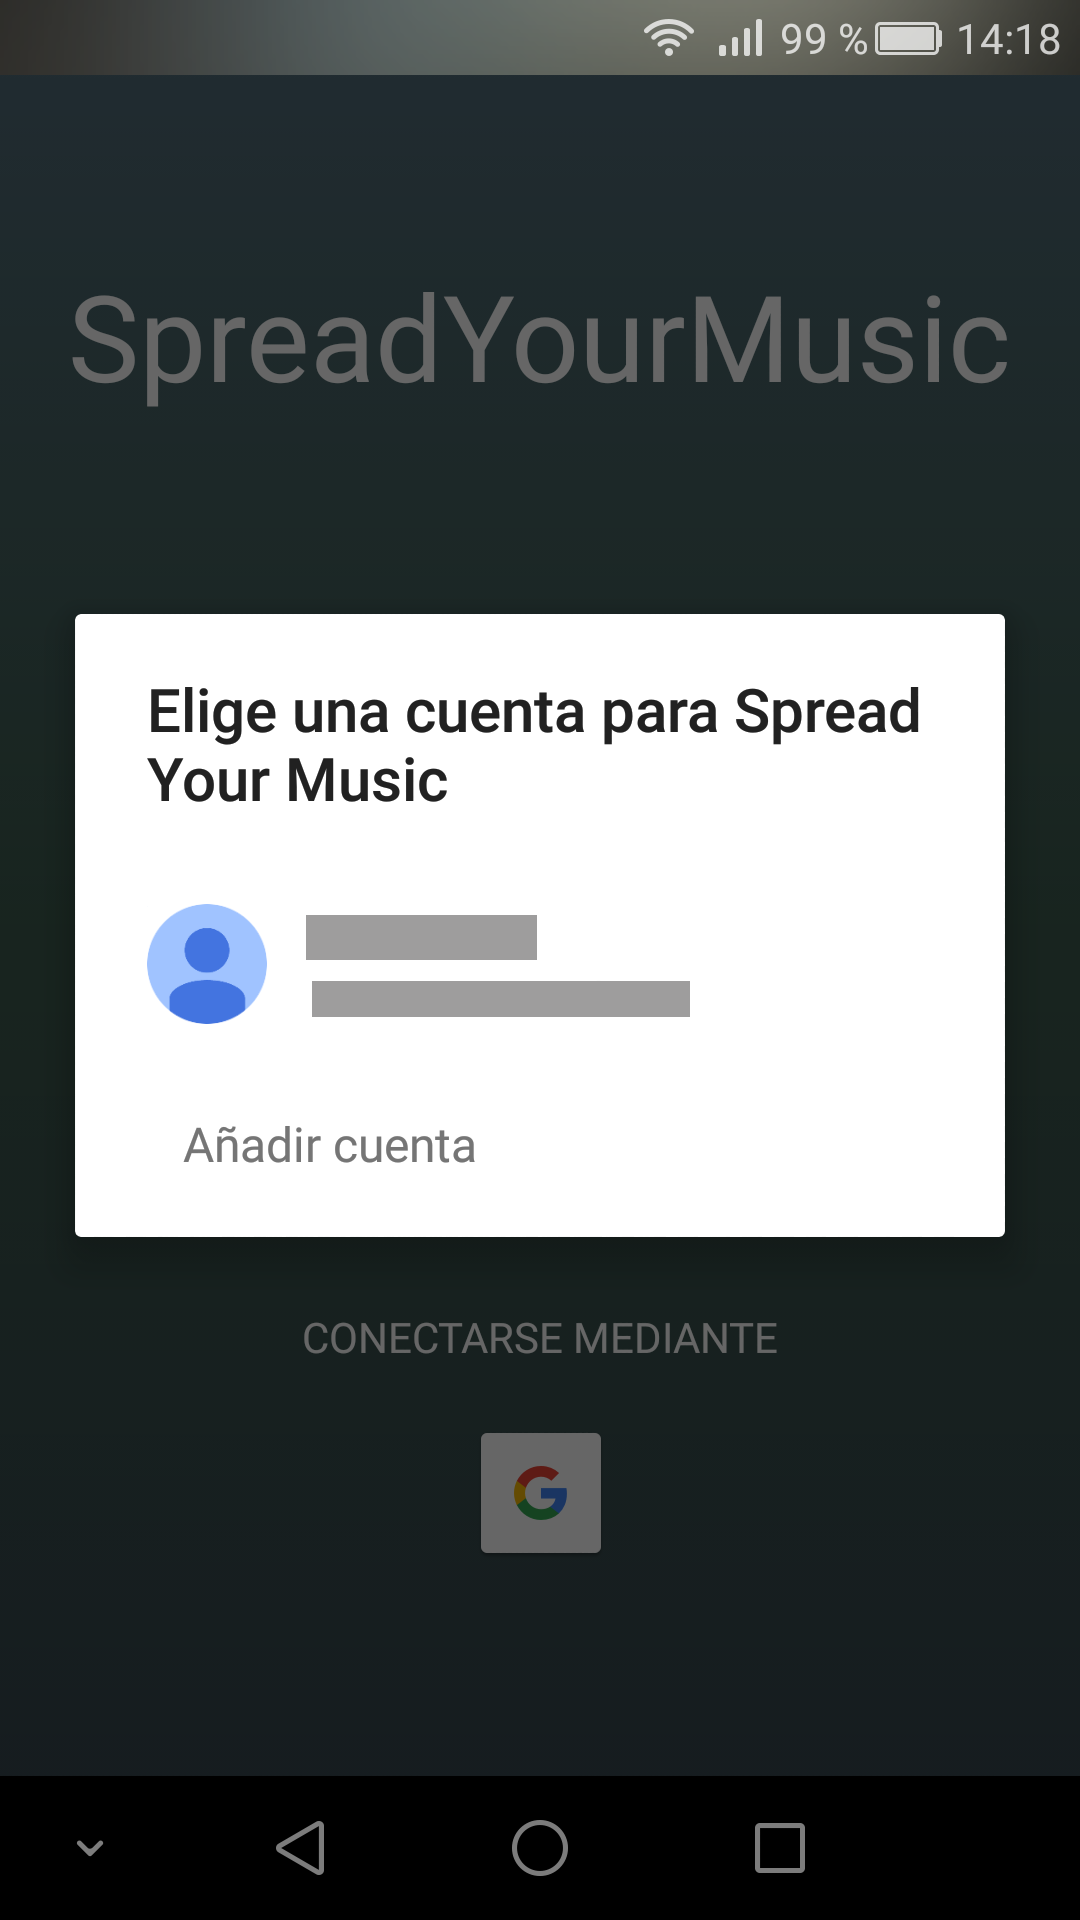 99 % 14:18
SpreadYourMusic
Elige una cuenta para Spread
Your Music
Añadir cuenta
CONECTARSE MEDIANTE
G